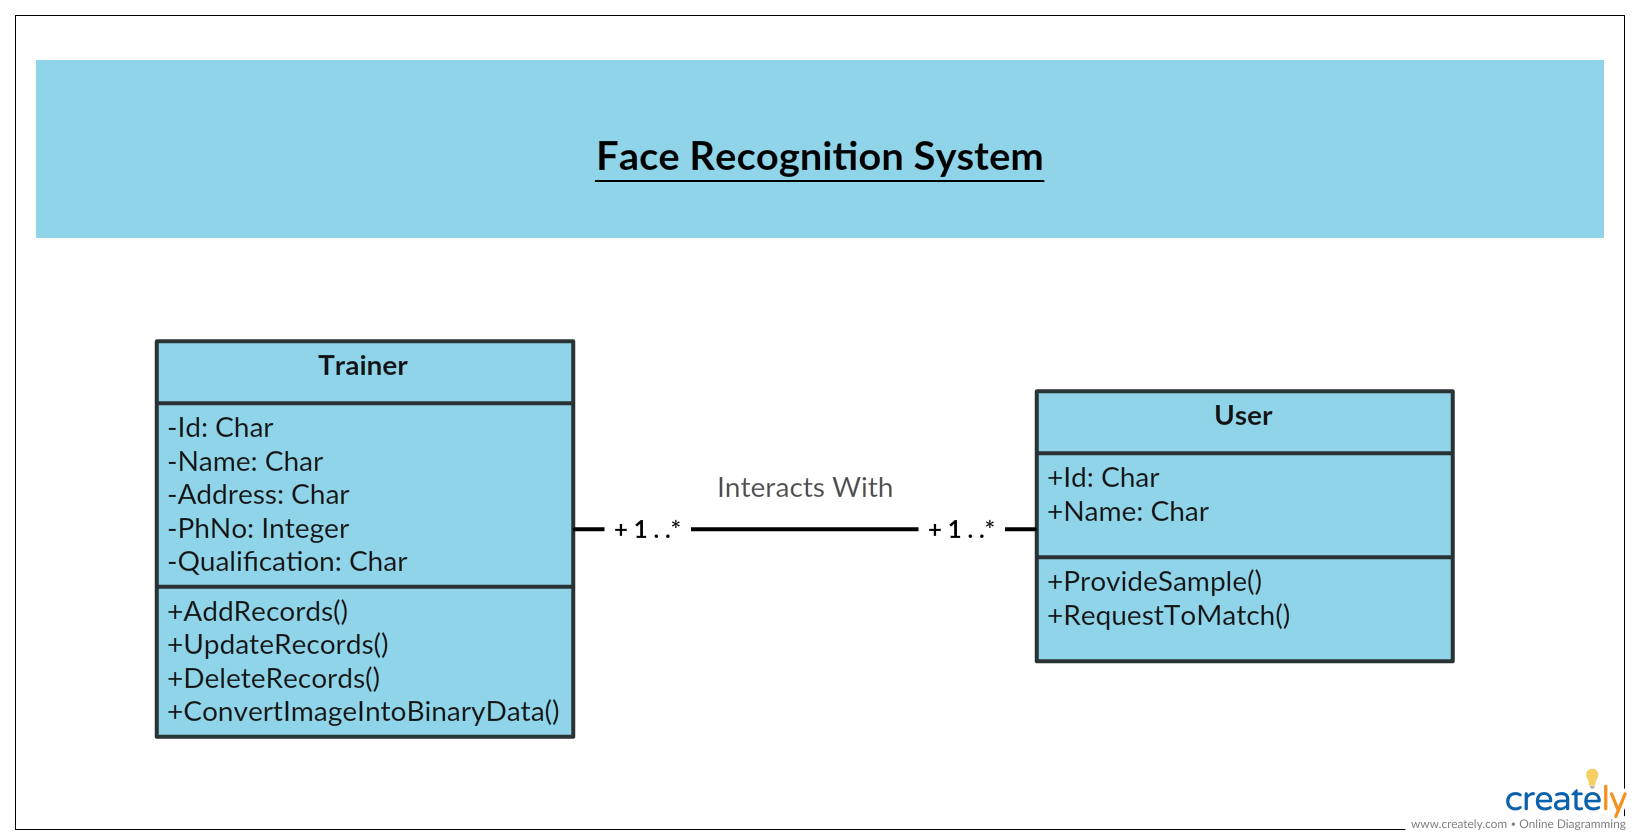 Face Recognition System
Trainer
-Id: Char
-Name: Char
-Address: Char
-PhNo: Integer
-Qualification: Char
+AddRecords()
+UpdateRecords()
+DeleteRecords()
+ConvertImageIntoBinaryData()
Interacts With
+ 1 . .*
+ 1 . .*
User
+Id: Char
+Name: Char
+ProvideSample()
+RequestToMatch()
creately
www.creately.com • Online Diagramming